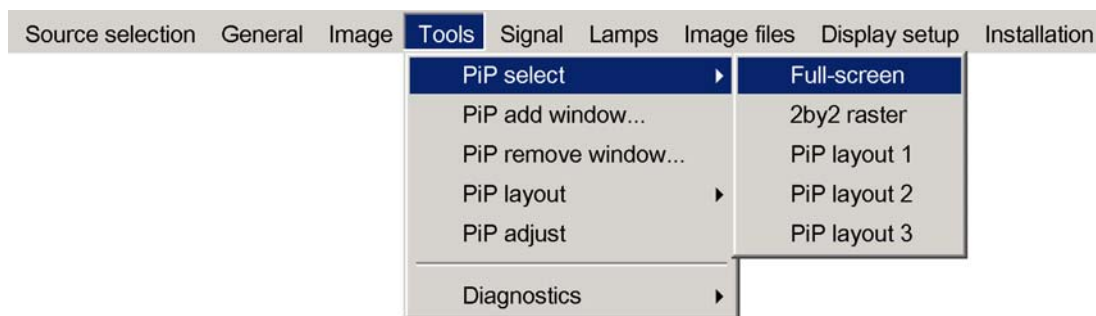 Source selection General Image Tools Signal Lamps Image files Display setup Installation
PiP select Full-screen
PiP add window... 2by2 raster
PiP remove window... PiP layout 1
PiP layout PiP layout 2
PiP adjust PiP layout 3
Diagnostics